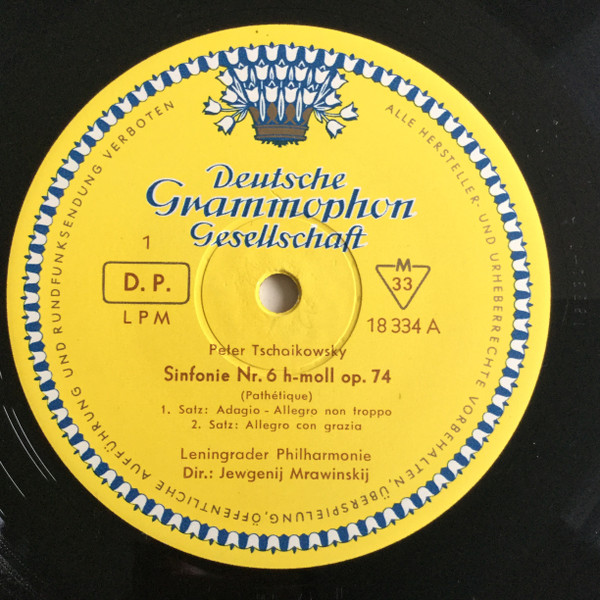 Deutsche
Grammophon
Gesellschaft
1
D. P.
LPM
M
33
18 334 A
Peter Tschaikowsky
Sinfonie Nr. 6 h-moll op. 74
(Pathétique)
1. Satz: Adagio - Allegro non troppo
2. Satz: Allegro con grazia
Leningrader Philharmonie
Dir.: Jewgenij Mrawinskij
ALLE HERSTELLER- UND URHEBERRECHTE VORBEHALTEN, ÜBERSPIELUNG, ÖFFENTLICHE AUFFÜHRUNG UND RUNDFUNKSENDUNG VERBOTEN